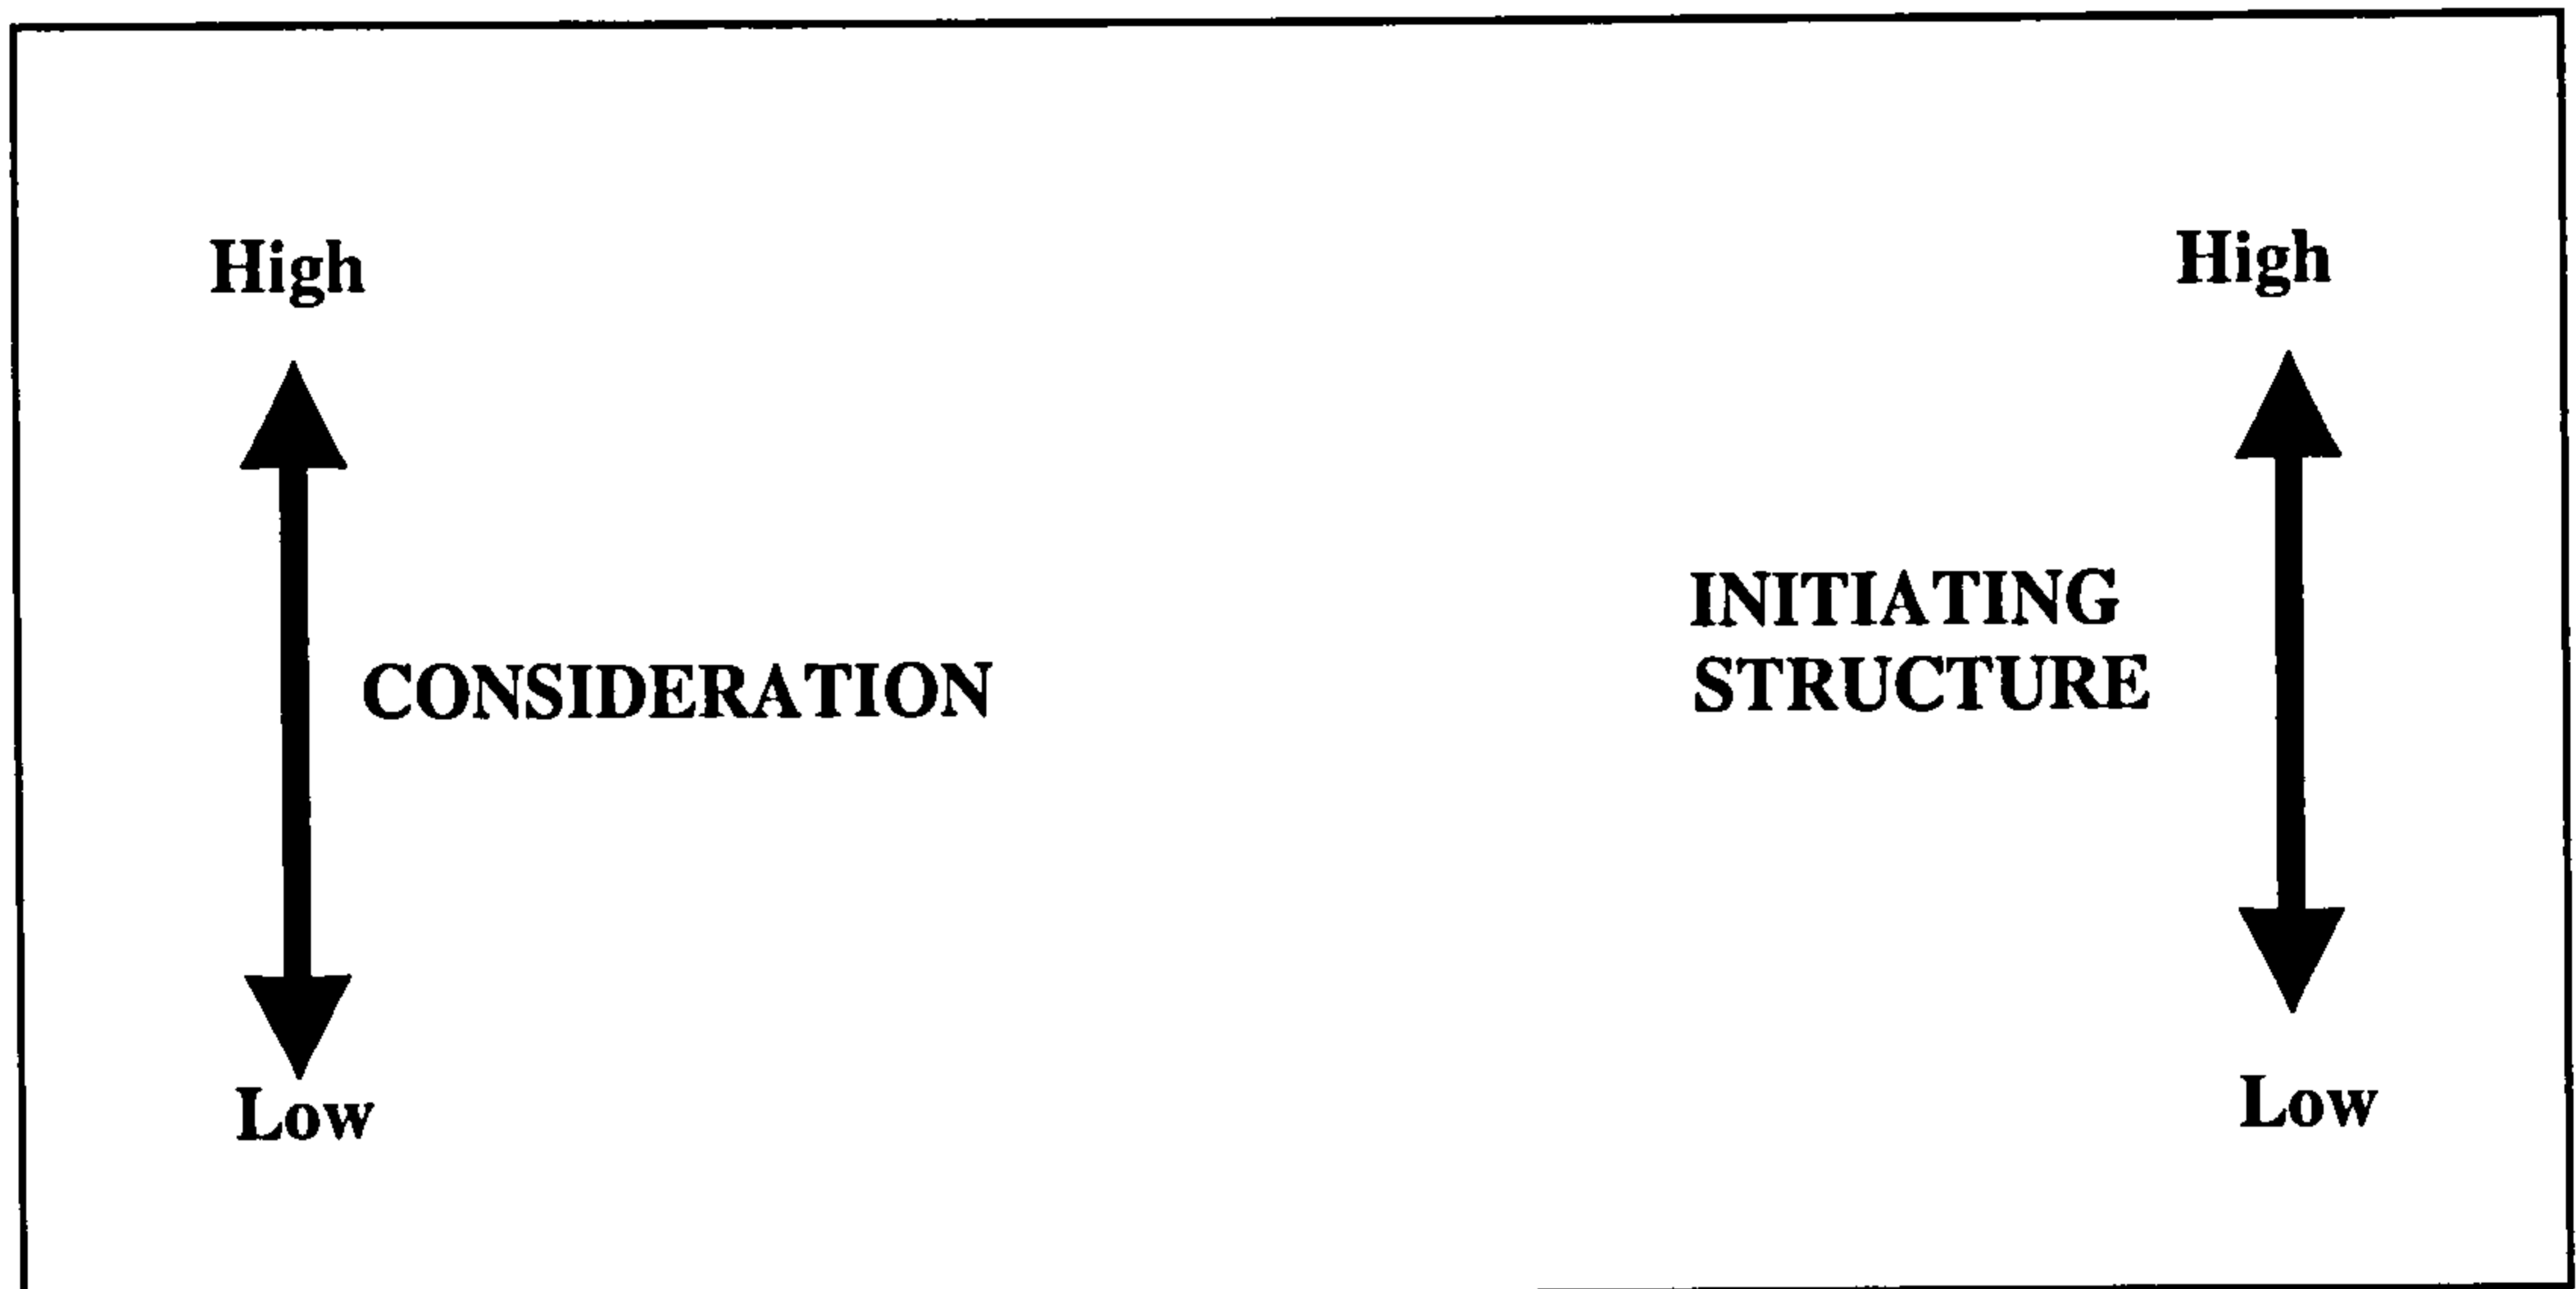 High
High
CONSIDERATION
INITIATING
STRUCTURE
Low
Low